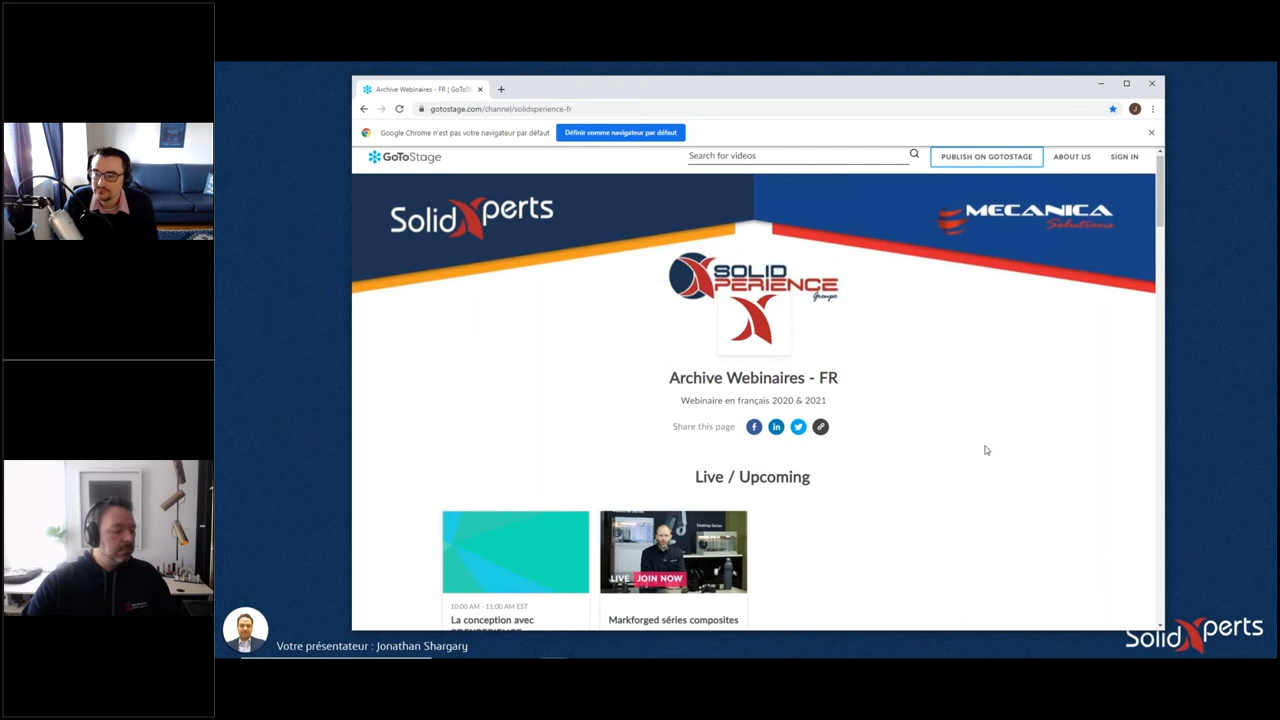 Archive Webinaires - FR | GoToS
gotostage.com/channel/solidxperience-fr
J
Google Chrome n'est pas votre navigateur par défaut
Définir comme navigateur par défaut
GoToStage
Search for videos
PUBLISH ON GOTOSTAGE
ABOUT US
SIGN IN
SolidXperts
MECANICA
Solutions
SOLID
XPERIENCE
Groupe
Archive Webinaires - FR
Webinaire en français 2020 & 2021
Share this page
Live / Upcoming
LIVE JOIN NOW
10:00 AM - 11:00 AM EST
La conception avec
Markforged séries composites
Votre présentateur : Jonathan Shargary
SolidXperts